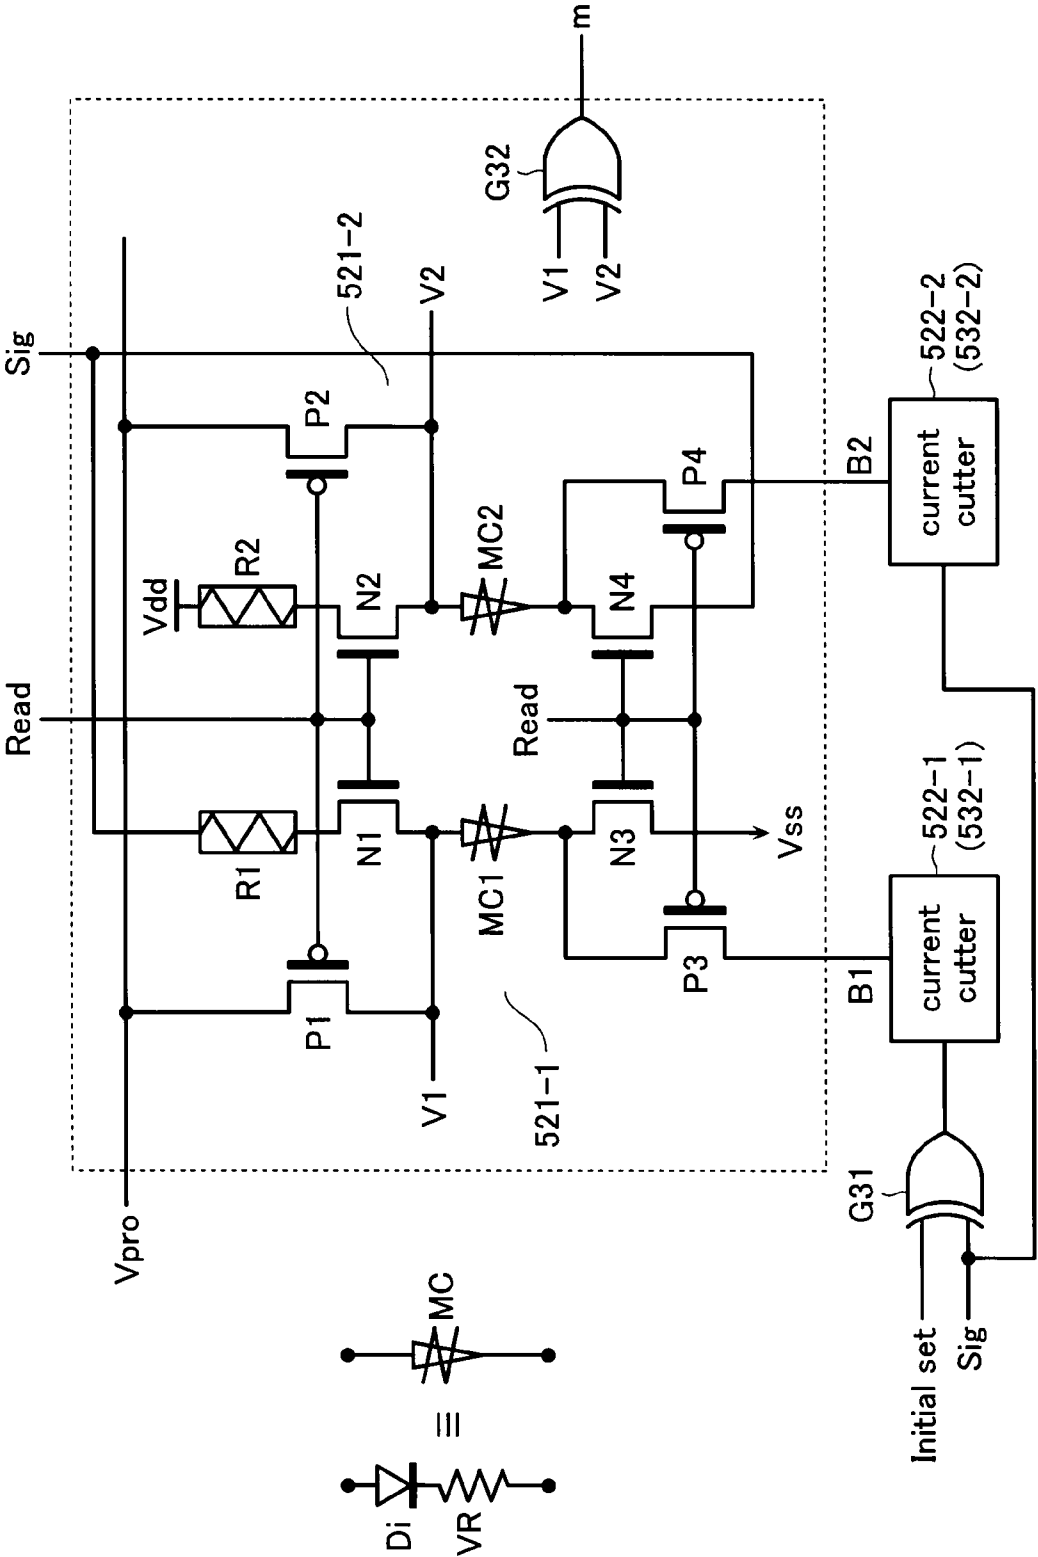 Vpro
Sig
Read
Vdd
R1
R2
P1
P2
N1
N2
V1
V2
MC1
MC2
521-1
521-2
Read
N3
N4
P3
P4
Vss
V1
V2
G32
m
B1
B2
current
cutter
522-1
(532-1)
current
cutter
522-2
(532-2)
G31
Initial set
Sig
Di
VR
≡
MC